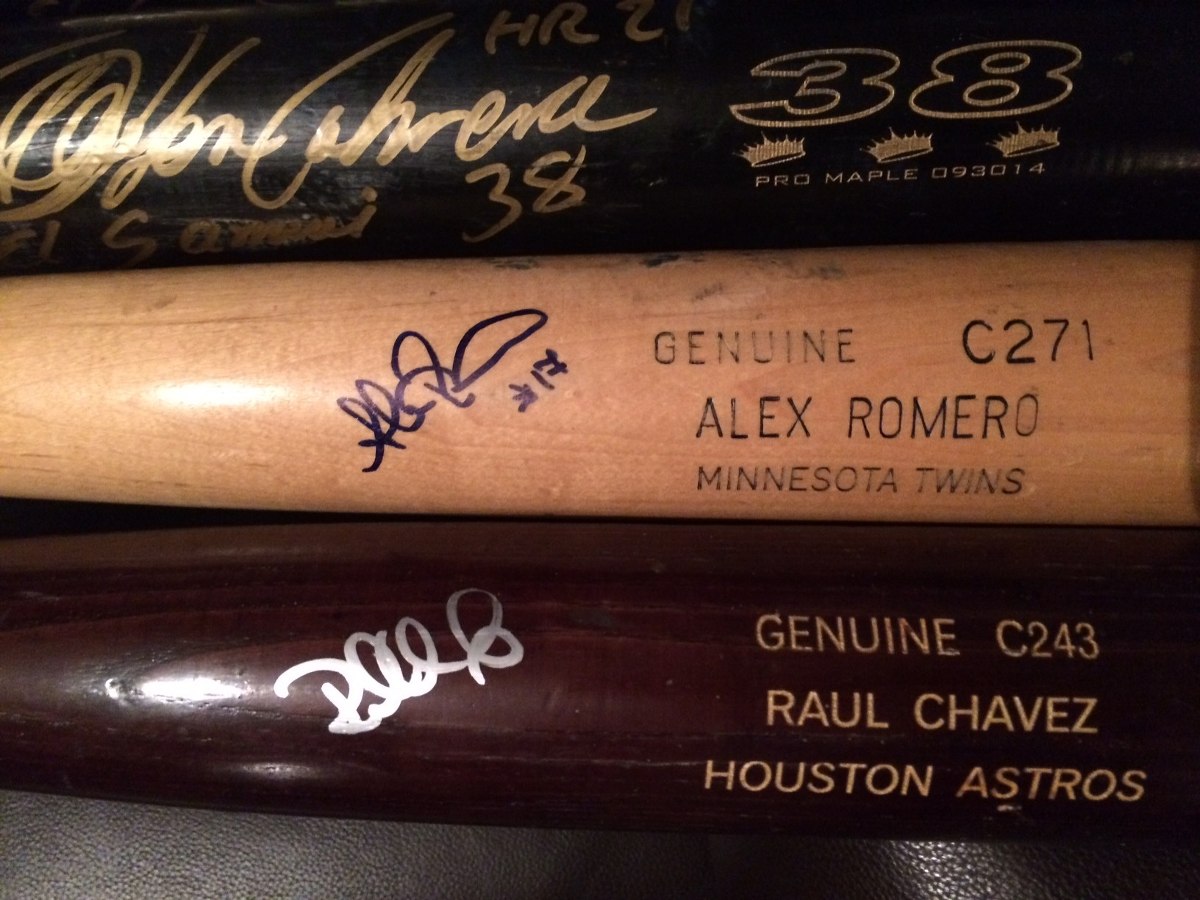 HR 21
38
38
PRO MAPLE 093014
GENUINE C271
ALEX ROMERO
#12
MINNESOTA TWINS
GENUINE C243
RAUL CHAVEZ
HOUSTON ASTROS